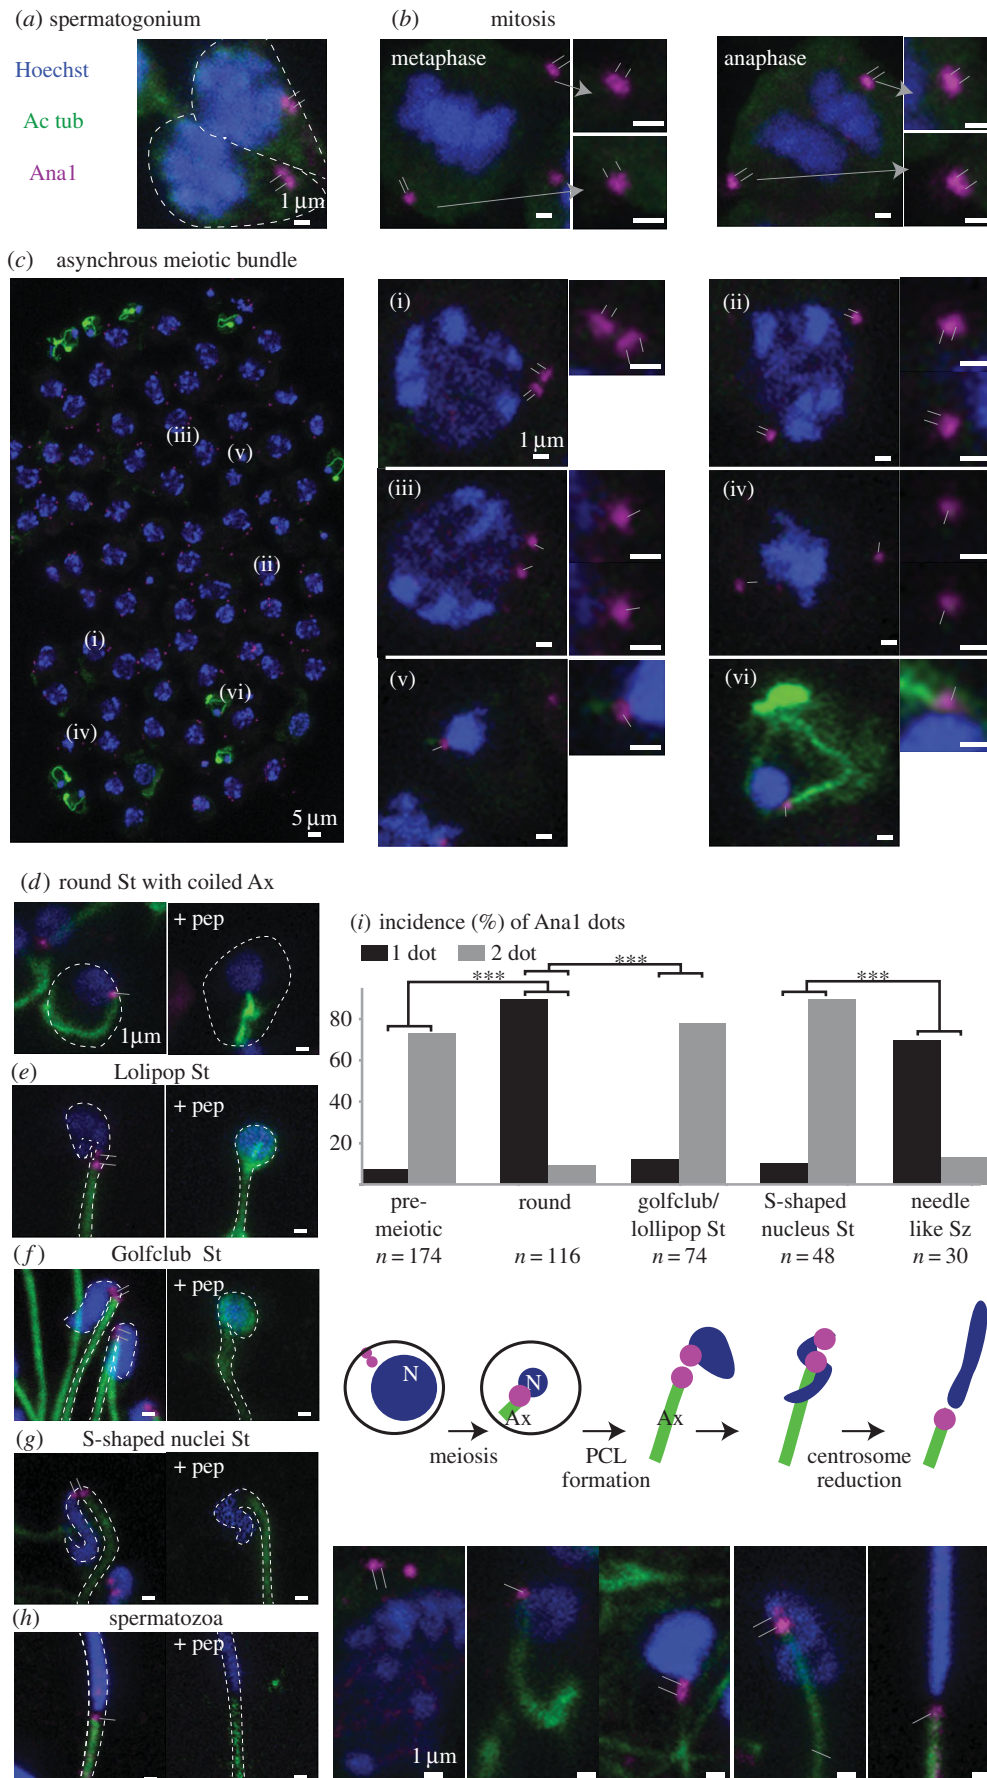 (a) spermatogonium
(b) mitosis
Hoechst
Ac tub
Ana1
1 µm
metaphase
anaphase
(c) asynchrous meiotic bundle
(iii)
(v)
(ii)
(i)
(vi)
(iv)
5 µm
(i)
1 µm
(ii)
(iii)
(iv)
(v)
(vi)
(d) round St with coiled Ax
+ pep
1µm
(e) Lolipop St
+ pep
(f) Golfclub St
+ pep
(g) S-shaped nuclei St
+ pep
(h) spermatozoa
+ pep
(i) incidence (%) of Ana1 dots
1 dot 2 dot
*** *** ***
80
60
40
20
pre- round golfclub/ S-shaped needle
meiotic lollipop St nucleus St like Sz
n = 174 n = 116 n = 74 n = 48 n = 30
N N
Ax Ax
meiosis PCL centrosome
formation reduction
1 µm